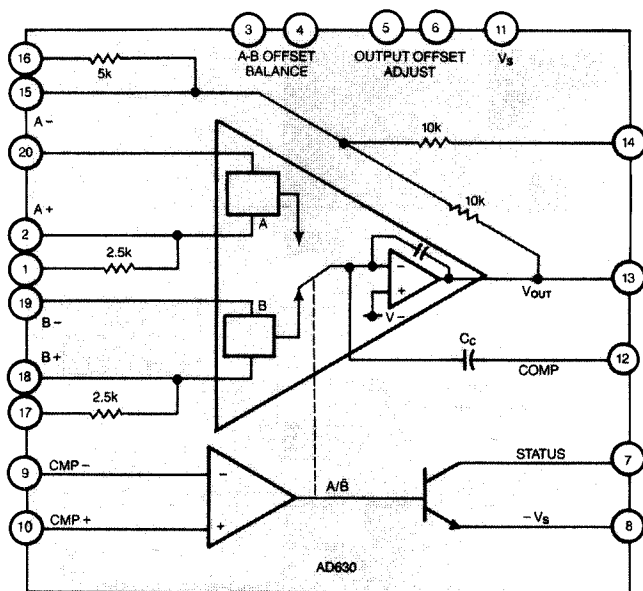 3 4 5 6 11
A-B OFFSET BALANCE
OUTPUT OFFSET ADJUST
Vs
16
5k
15
A−
20
A+
2
2.5k
1
19
B−
B+
18
2.5k
17
A
B
10k
14
10k
−
+
V−
13
VOUT
12
CC
COMP
9
CMP−
−
10
CMP+
+
A/B̄
STATUS
7
−Vs
8
AD630